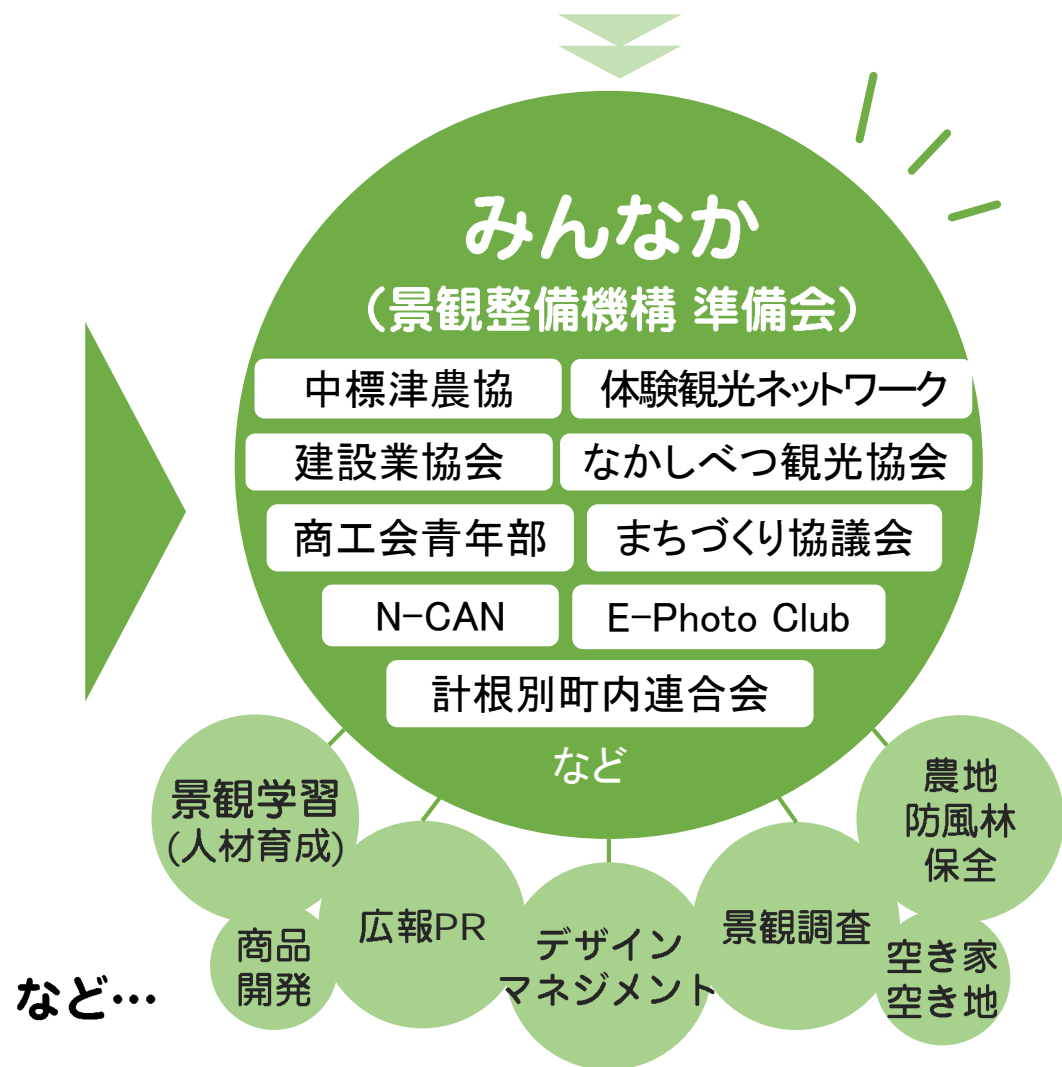 みんなか
（景観整備機構 準備会）
中標津農協
体験観光ネットワーク
建設業協会
なかしべつ観光協会
商工会青年部
まちづくり協議会
N-CAN
E-Photo Club
計根別町内連合会
など
景観学習
(人材育成)
商品
開発
広報PR
デザイン
マネジメント
景観調査
農地
防風林
保全
空き家
空き地
など…